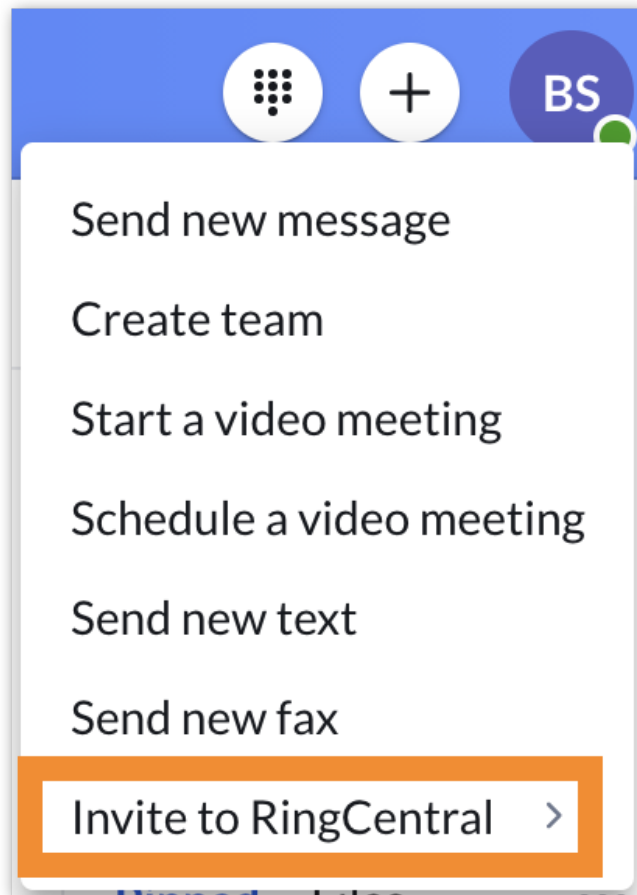 BS
Send new message
Create team
Start a video meeting
Schedule a video meeting
Send new text
Send new fax
Invite to RingCentral